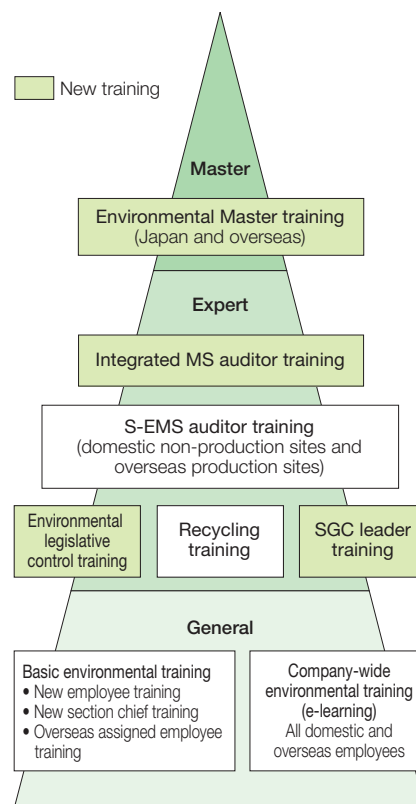 New training
Master
Environmental Master training
(Japan and overseas)
Expert
Integrated MS auditor training
S-EMS auditor training
(domestic non-production sites and
overseas production sites)
Environmental
legislative
control training
Recycling
training
SGC leader
training
General
Basic environmental training
• New employee training
• New section chief training
• Overseas assigned employee
training
Company-wide
environmental training
(e-learning)
All domestic and
overseas employees